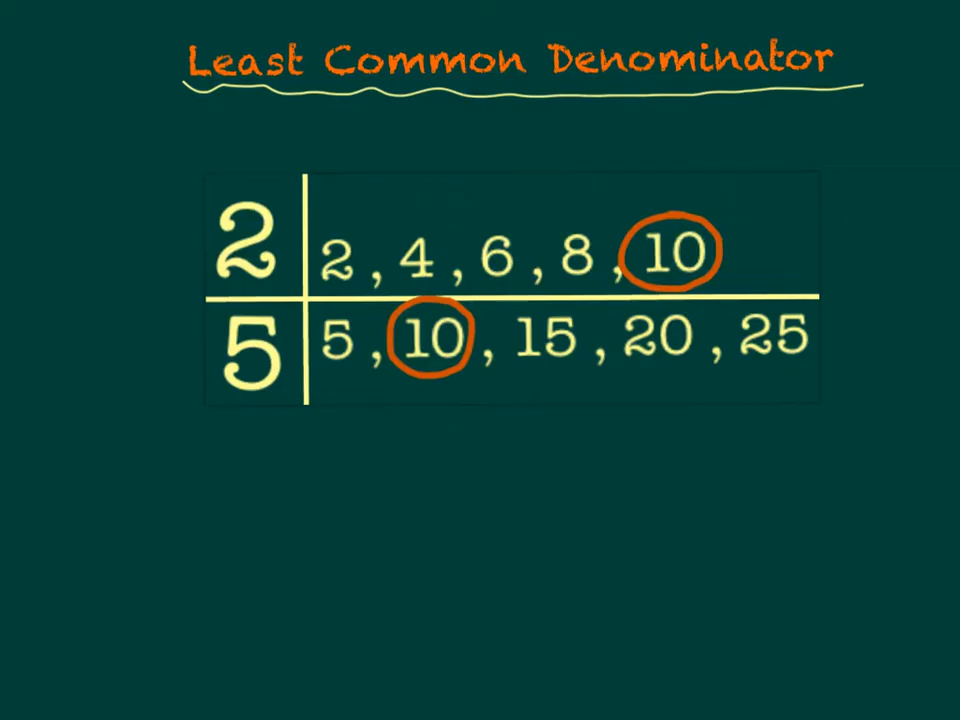 Least Common Denominator
2 2 , 4 , 6 , 8 , 10
5 5 , 10 , 15 , 20 , 25